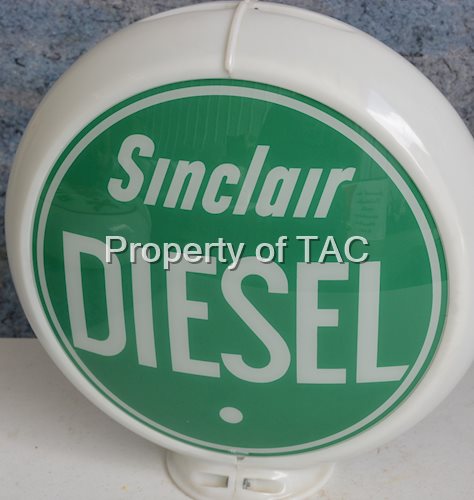 Sinclair
Property of TAC
DIESEL